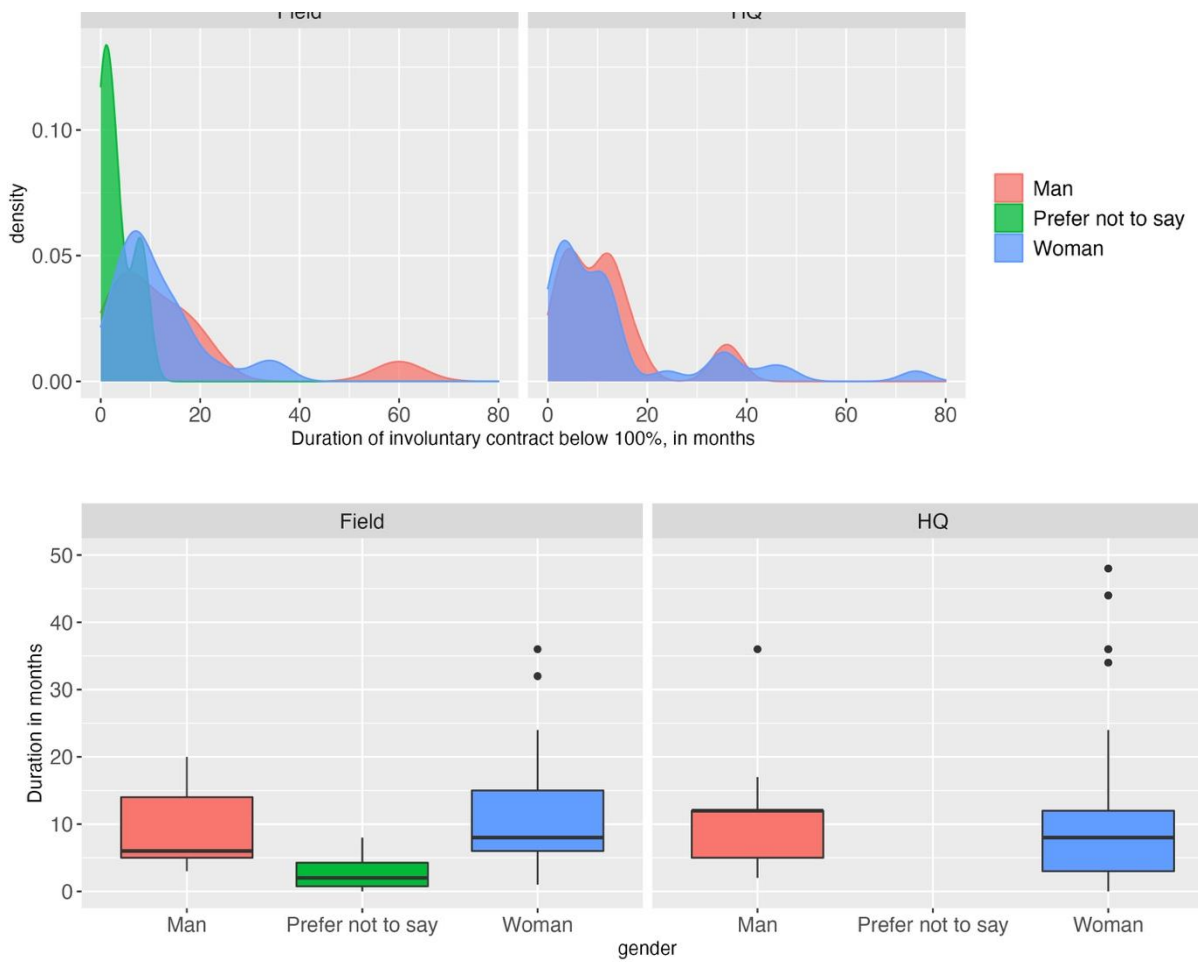 Field HQ
0.10
0.05
0.00
density
0 20 40 60 80 0 20 40 60 80
Duration of involuntary contract below 100%, in months
Man
Prefer not to say
Woman
Field HQ
50
40
30
20
10
0
Duration in months
Man Prefer not to say Woman Man Prefer not to say Woman
gender